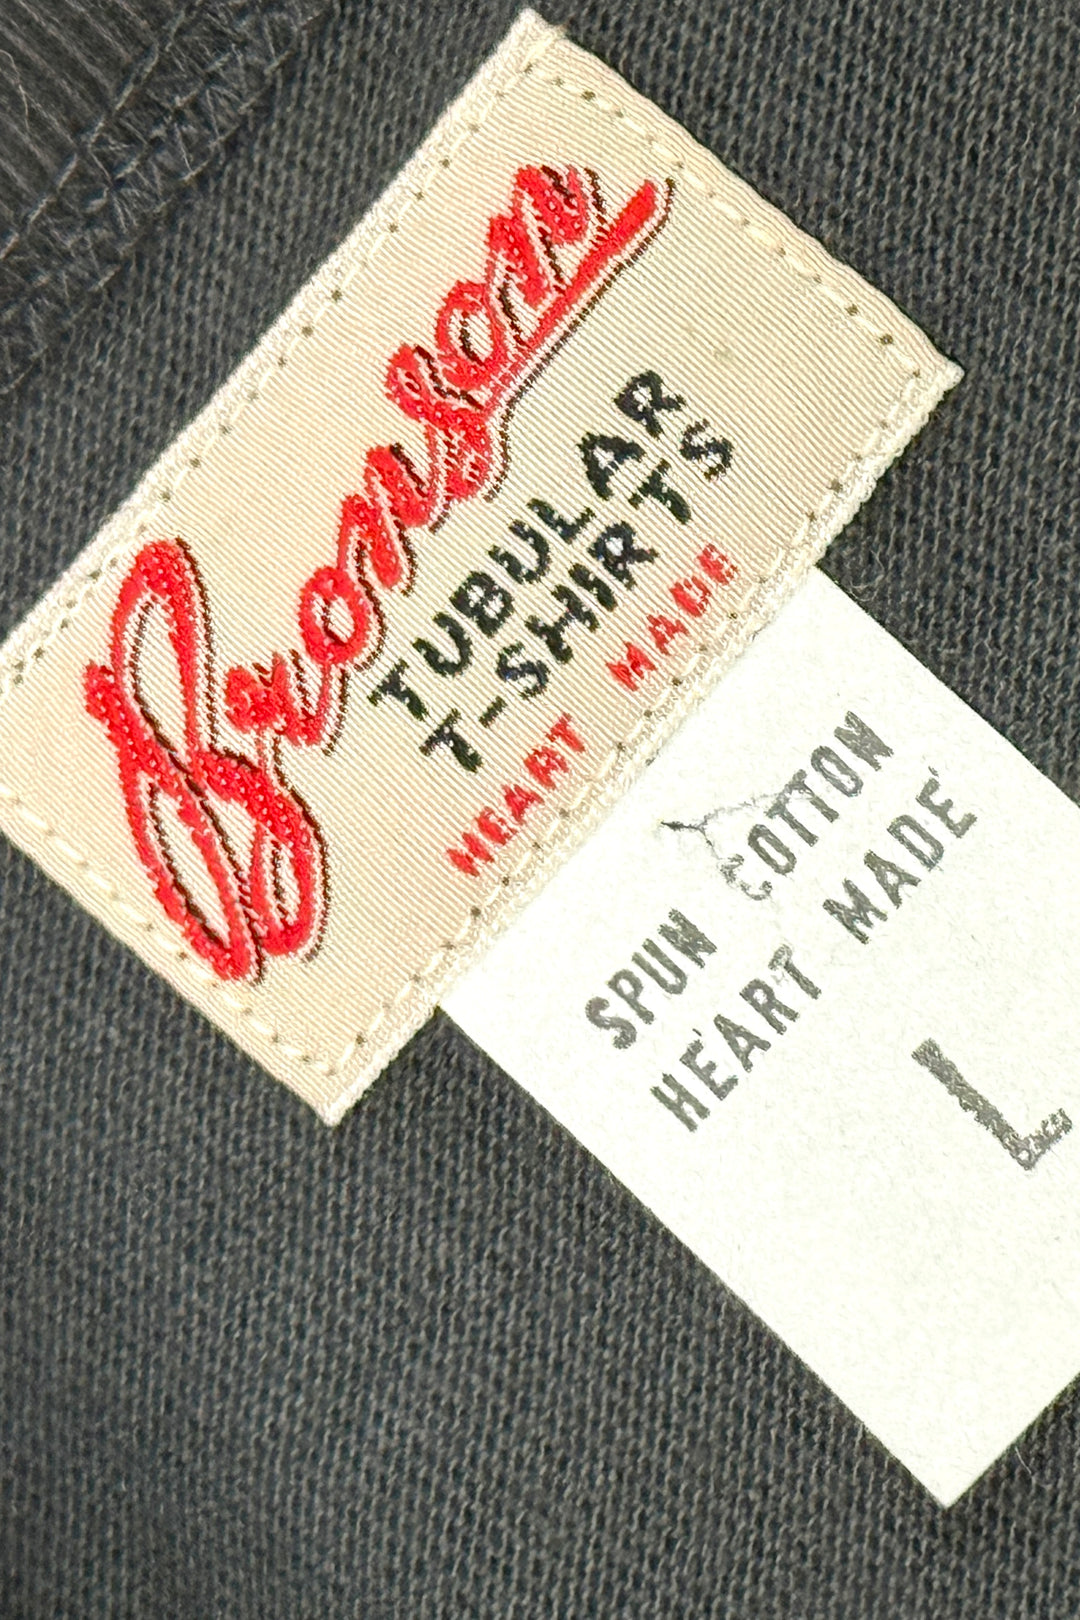 Bronson
TUBULAR
T-SHIRTS
HEART MADE
SPUN COTTON
HEART MADE
L